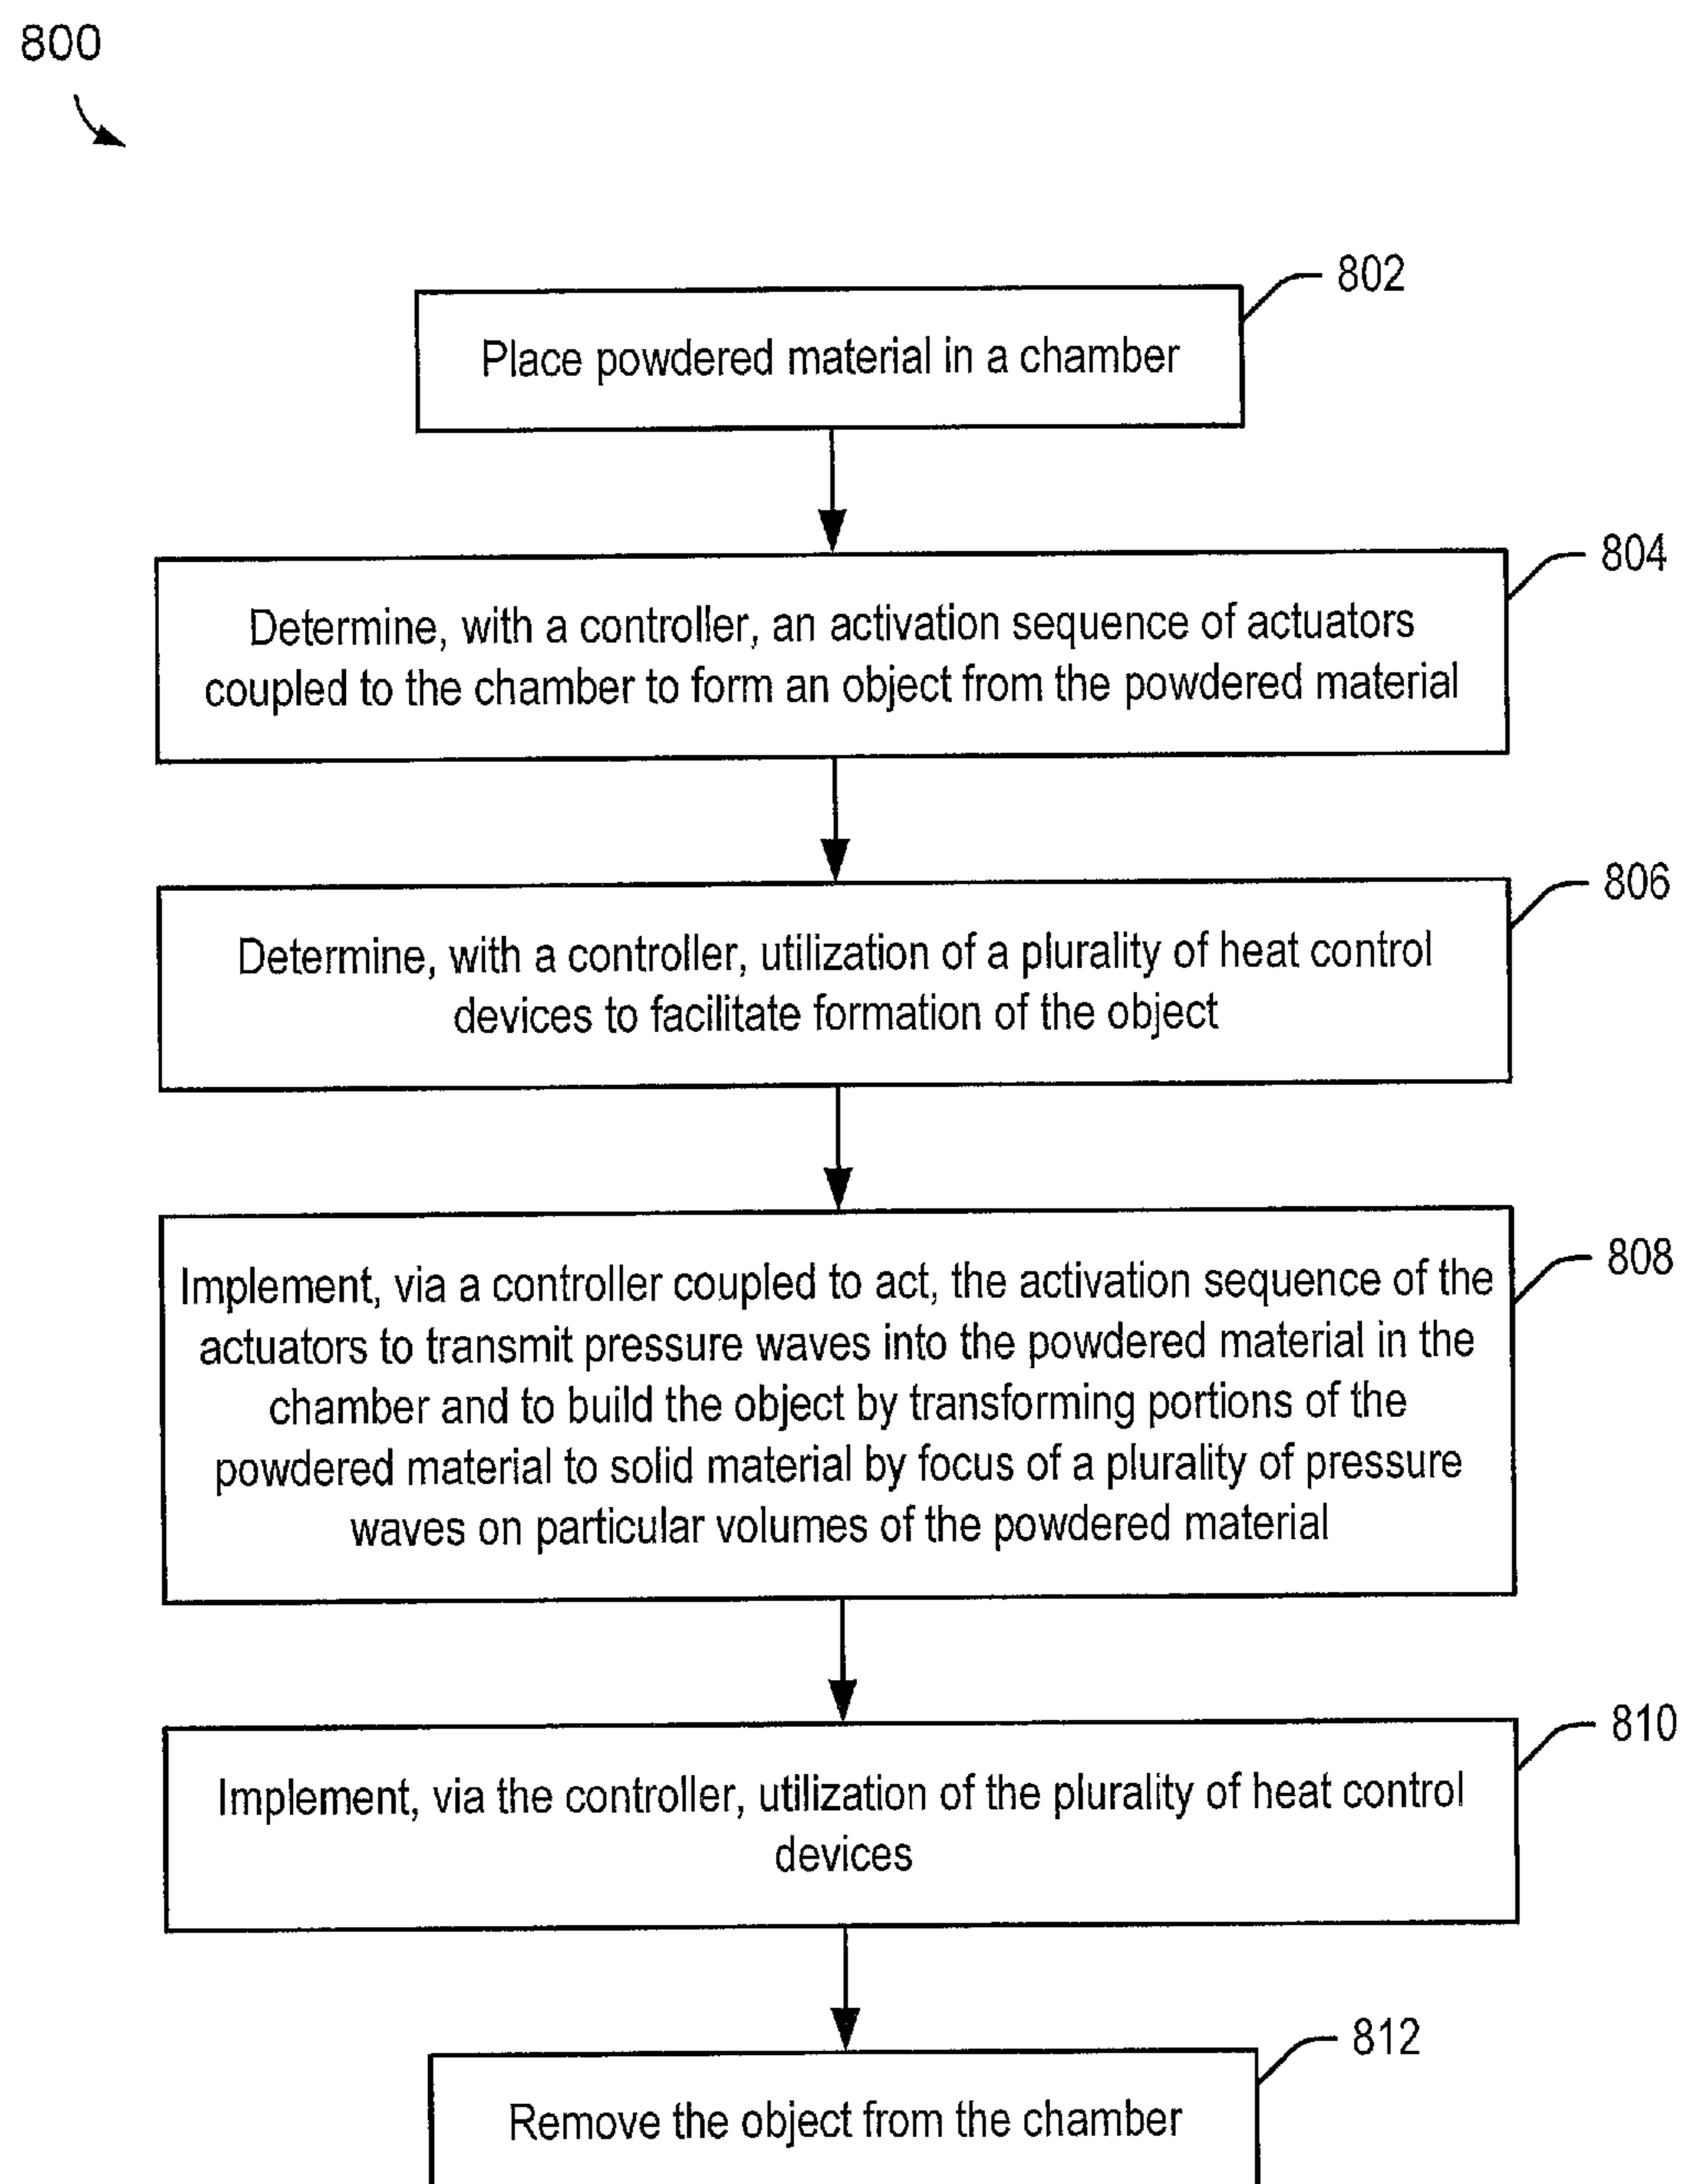 800
802
Place powdered material in a chamber
804
Determine, with a controller, an activation sequence of actuators
coupled to the chamber to form an object from the powdered material
806
Determine, with a controller, utilization of a plurality of heat control
devices to facilitate formation of the object
808
Implement, via a controller coupled to act, the activation sequence of the
actuators to transmit pressure waves into the powdered material in the
chamber and to build the object by transforming portions of the
powdered material to solid material by focus of a plurality of pressure
waves on particular volumes of the powdered material
810
Implement, via the controller, utilization of the plurality of heat control
devices
812
Remove the object from the chamber